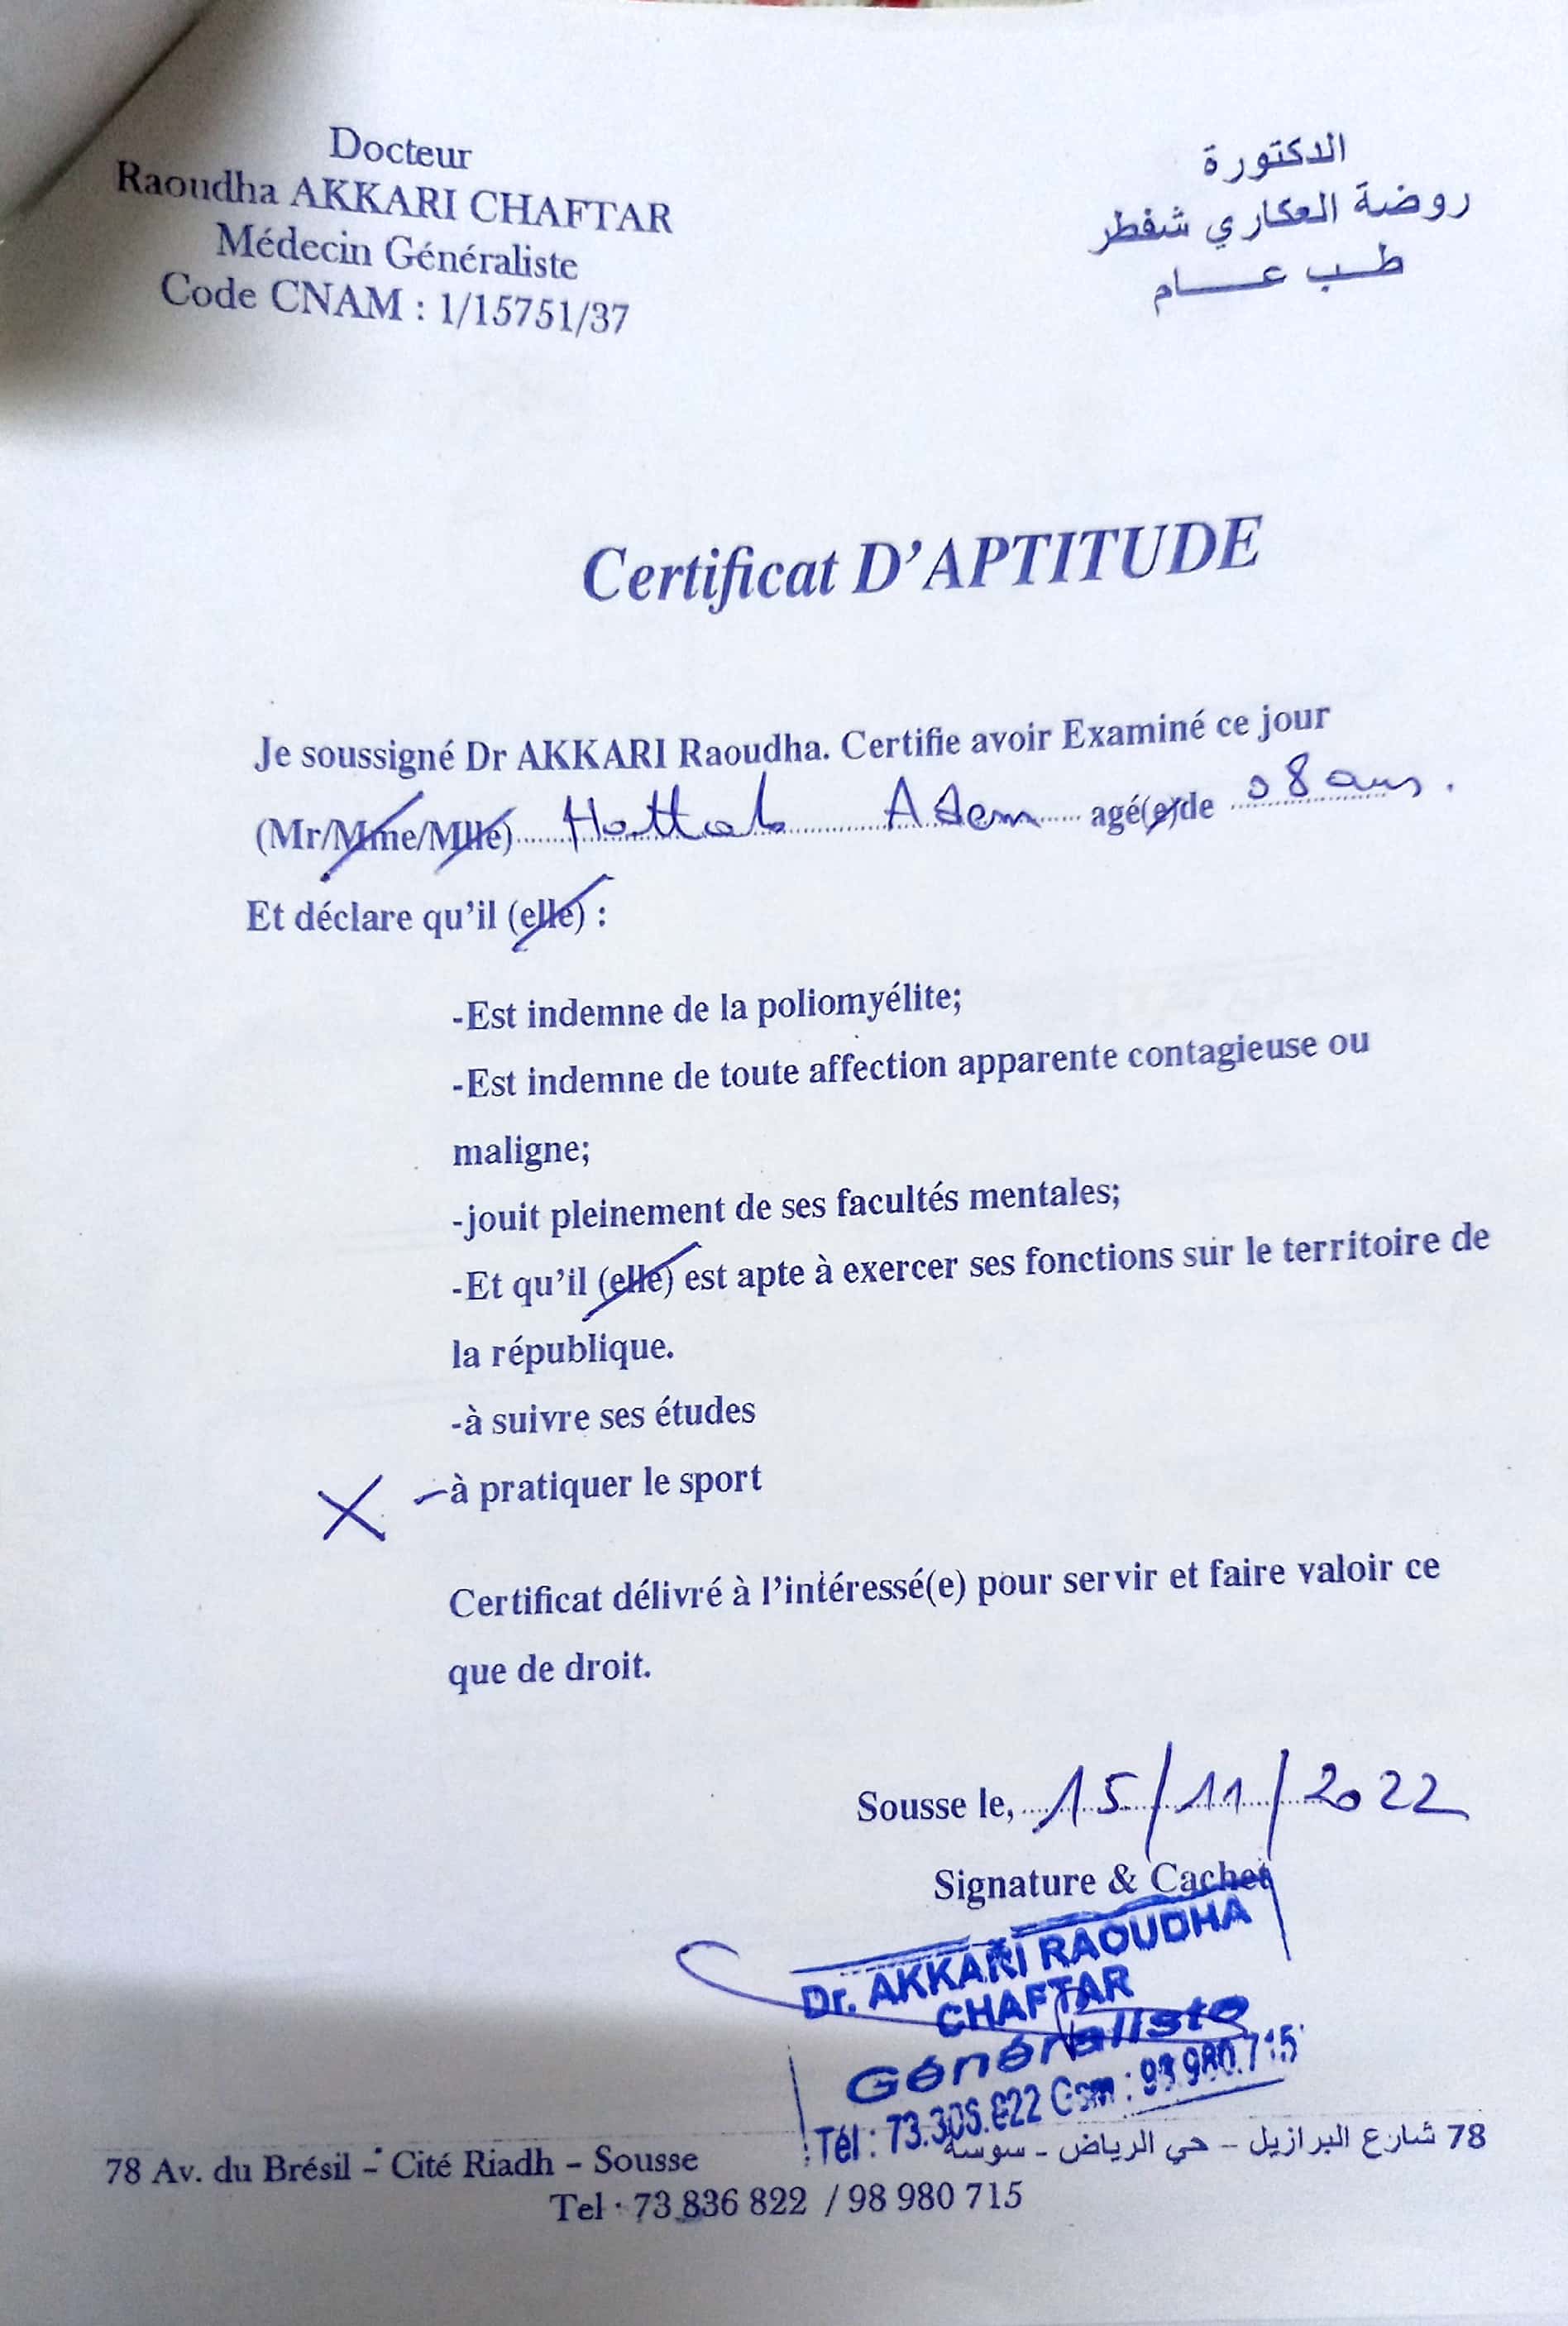 Docteur
Raoudha AKKARI CHAFTAR
Médecin Généraliste
Code CNAM : 1/15751/37
الدكتورة
روضة العكاري شفطر
طب عام
Certificat D'APTITUDE
Je soussigné Dr AKKARI Raoudha. Certifie avoir Examiné ce jour
(Mr/Mme/Mlle) Hattab Adem agé(e)de 08 ans.
Et déclare qu'il (elle) :
-Est indemne de la poliomyélite;
-Est indemne de toute affection apparente contagieuse ou
maligne;
-jouit pleinement de ses facultés mentales;
-Et qu'il (elle) est apte à exercer ses fonctions sur le territoire de
la république.
-à suivre ses études
X -à pratiquer le sport
Certificat délivré à l'intéressé(e) pour servir et faire valoir ce
que de droit.
Sousse le, 15/11/2022
Signature & Cachet
Dr. AKKARI RAOUDHA
CHAFTAR
Généraliste
Tél : 73.306.822 Gsm : 98.980.715
78 Av. du Brésil - Cité Riadh - Sousse
78 شارع البرازيل - حي الرياض - سوسة
Tel : 73 836 822 / 98 980 715